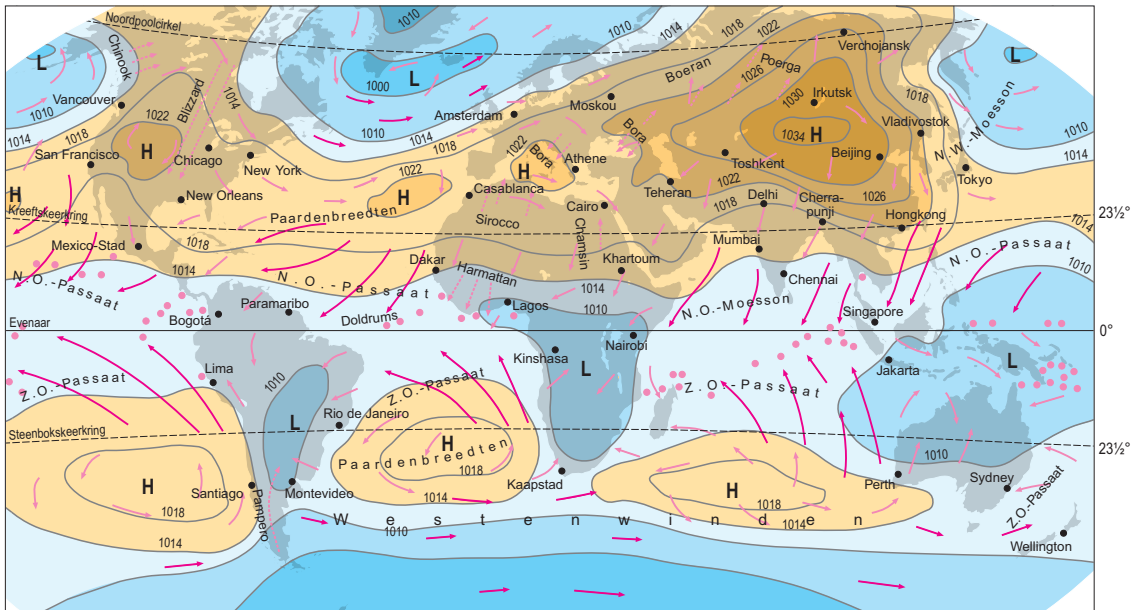 Noordpoolcirkel
1010
1010
1014
1018
1022
Verchojansk
L
Chinook
L
1000
Boeran
Poerga
1026
L
Vancouver
Blizzard
1014
Moskou
1030
Irkutsk
1018
N.W.-Moesson
1010
1010
1014
1018
1022
1010
Amsterdam
Bora
1034
H
Vladivostok
1014
San Francisco
H
Chicago
1014
1022
Bora
Athene
Toshkent
Beijing
New York
1018
H
Tokyo
H
New Orleans
H
Casablanca
Teheran
1022
1026
Kreeftskeerkring
Paardenbreedten
Sirocco
Cairo
1018
Delhi
Cherra-
punji
Hongkong
23½°
1014
Mexico-Stad
1018
Chamsin
Mumbai
N.O.-Passaat
1014
N.O.-Passaat
Dakar
Harmattan
Khartoum
Chennai
N.O.-Passaat
1010
1014
Paramaribo
Bogotá
Doldrums
Lagos
1010
N.O.-Moesson
Singapore
Evenaar
0°
Nairobi
Kinshasa
Lima
L
Jakarta
L
Z.O.-Passaat
1010
Z.O.-Passaat
Z.O.-Passaat
Rio de Janeiro
L
Steenbokskeerkring
H
Paardenbreedten
1010
23½°
1018
H
Santiago
Montevideo
1014
Kaapstad
H
1018
Perth
Sydney
1018
Pampero
Westenwinden
1014
Z.O.-Passaat
1014
1010
Wellington